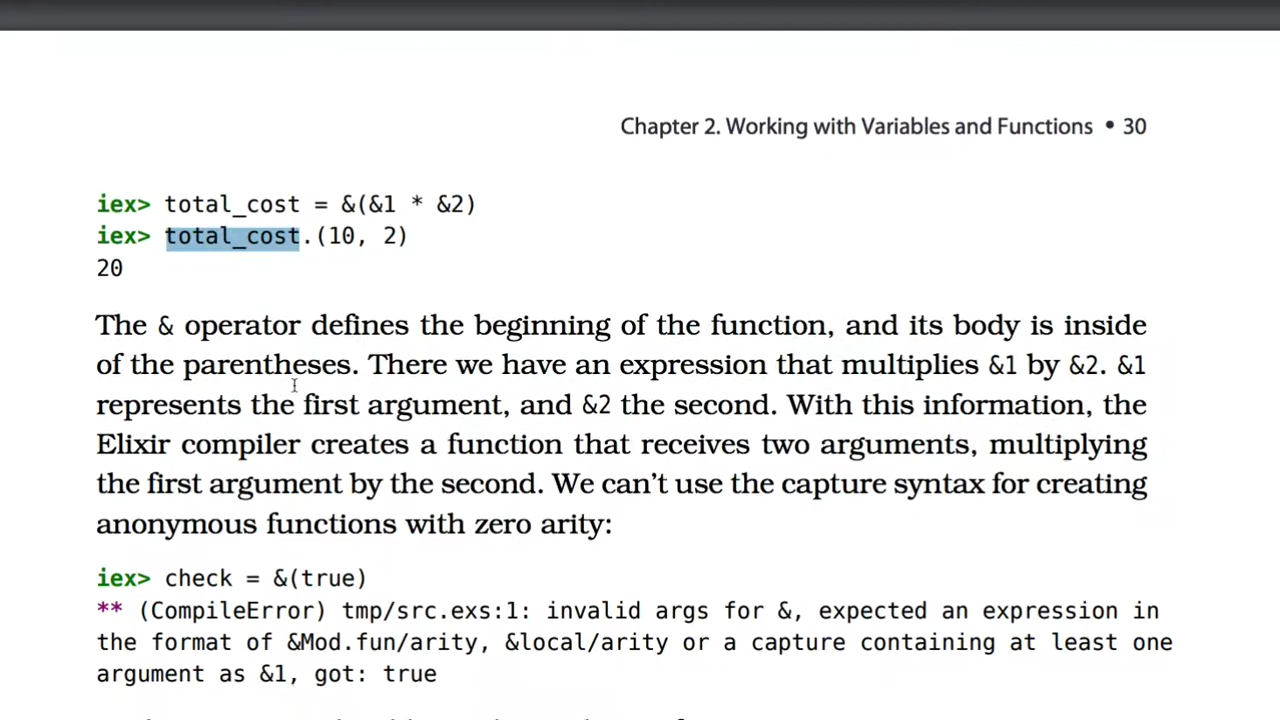 Chapter 2. Working with Variables and Functions • 30
iex> total_cost = &(&1 * &2)
iex> total_cost.(10, 2)
20
The & operator defines the beginning of the function, and its body is inside
of the parentheses. There we have an expression that multiplies &1 by &2. &1
represents the first argument, and &2 the second. With this information, the
Elixir compiler creates a function that receives two arguments, multiplying
the first argument by the second. We can't use the capture syntax for creating
anonymous functions with zero arity:
iex> check = &(true)
** (CompileError) tmp/src.exs:1: invalid args for &, expected an expression in
the format of &Mod.fun/arity, &local/arity or a capture containing at least one
argument as &1, got: true